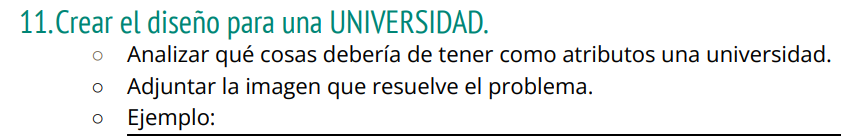 11.Crear el diseño para una UNIVERSIDAD.
○ Analizar qué cosas debería de tener como atributos una universidad.
○ Adjuntar la imagen que resuelve el problema.
○ Ejemplo: